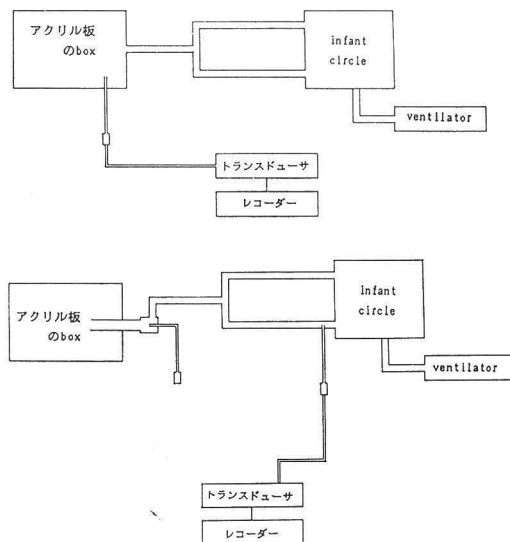 アクリル板
のbox
infant
circle
ventilator
トランスドューサ
レコーダー
アクリル板
のbox
infant
circle
ventilator
トランスドューサ
レコーダー